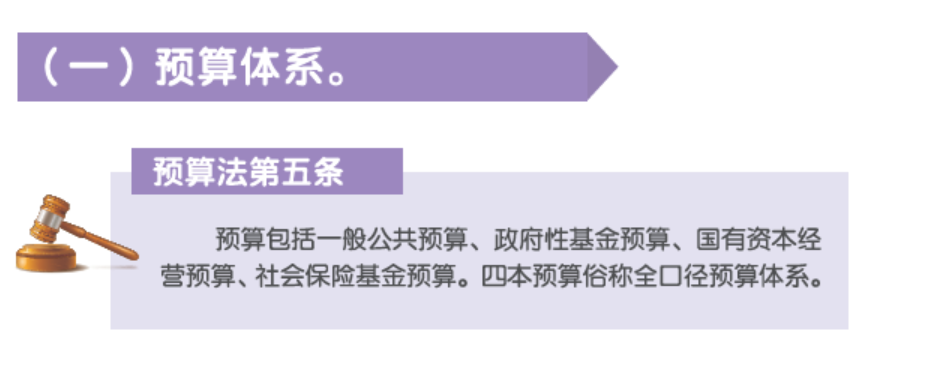 （一）预算体系。
预算法第五条
预算包括一般公共预算、政府性基金预算、国有资本经
营预算、社会保险基金预算。四本预算俗称全口径预算体系。